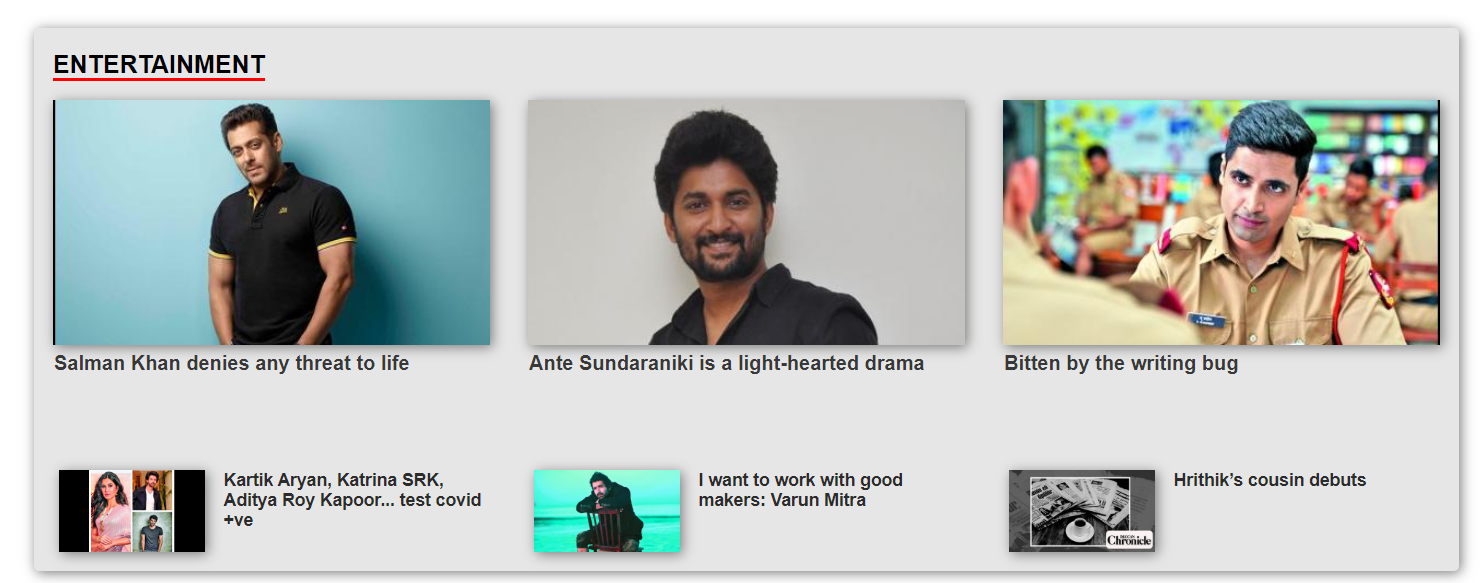 ENTERTAINMENT
Salman Khan denies any threat to life
Ante Sundaraniki is a light-hearted drama
Bitten by the writing bug
Kartik Aryan, Katrina SRK,
Aditya Roy Kapoor... test covid
+ve
I want to work with good
makers: Varun Mitra
Hrithik’s cousin debuts
DECCAN
Chronicle